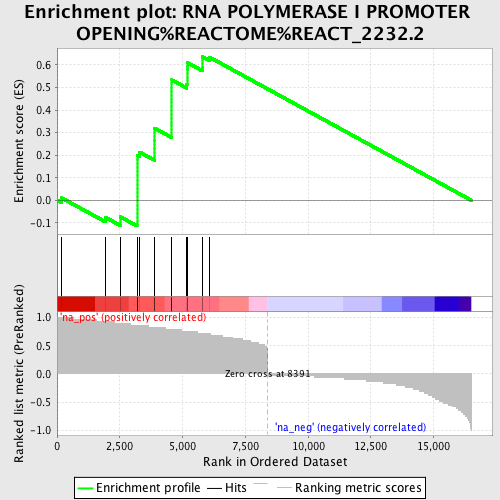 Enrichment plot: RNA POLYMERASE I PROMOTER
OPENING%REACTOME%REACT_2232.2
Enrichment score (ES)
0.6
0.5
0.4
0.3
0.2
0.1
0.0
-0.1
'na_pos' (positively correlated)
Ranked list metric (PreRanked)
1.0
0.5
0.0
-0.5
-1.0
Zero cross at 8391
'na_neg' (negatively correlated)
0 2,500 5,000 7,500 10,000 12,500 15,000
Rank in Ordered Dataset
Enrichment profile Hits Ranking metric scores